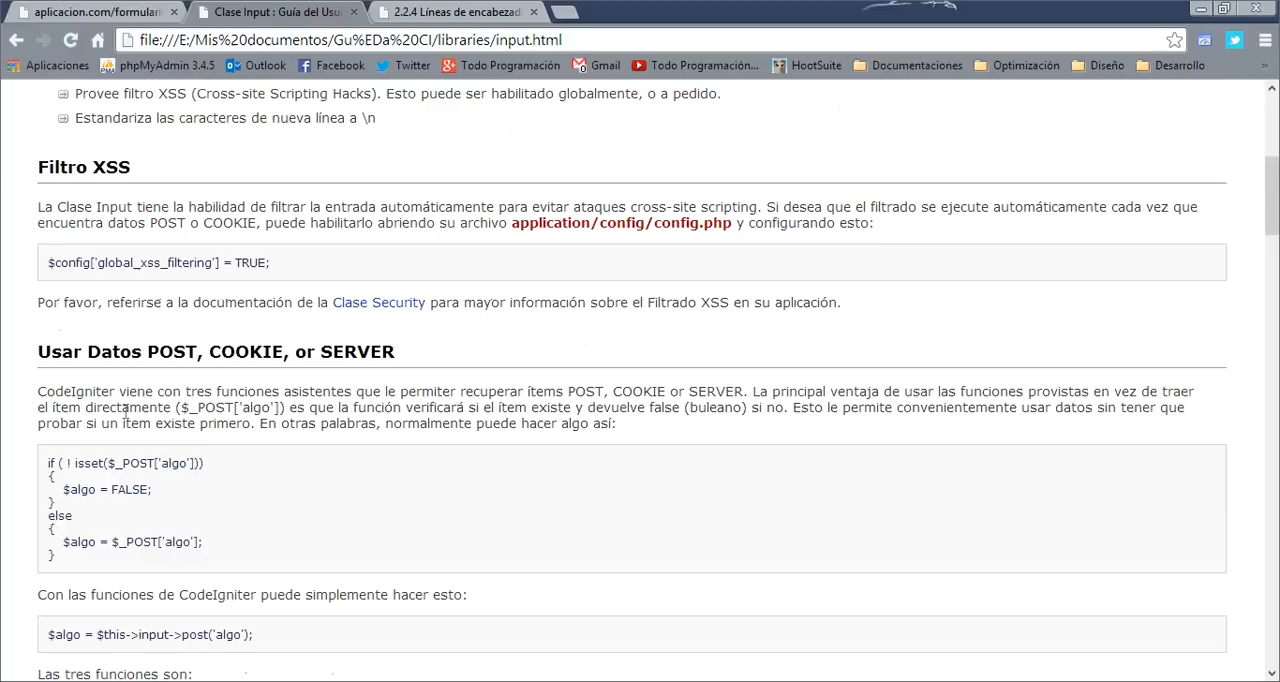 aplicacion.com/formulari
Clase Input : Guía del Usu
2.2.4 Líneas de encabezad
file:///E:/Mis%20documentos/Gu%EDa%20CI/libraries/input.html
Aplicaciones phpMyAdmin 3.4.5 Outlook Facebook Twitter Todo Programación Gmail Todo Programación... HootSuite Documentaciones Optimización Diseño Desarrollo »
Provee filtro XSS (Cross-site Scripting Hacks). Esto puede ser habilitado globalmente, o a pedido.
Estandariza las caracteres de nueva línea a \n
Filtro XSS
La Clase Input tiene la habilidad de filtrar la entrada automáticamente para evitar ataques cross-site scripting. Si desea que el filtrado se ejecute automáticamente cada vez que
encuentra datos POST o COOKIE, puede habilitarlo abriendo su archivo application/config/config.php y configurando esto:
$config['global_xss_filtering'] = TRUE;
Por favor, referirse a la documentación de la Clase Security para mayor información sobre el Filtrado XSS en su aplicación.
Usar Datos POST, COOKIE, or SERVER
CodeIgniter viene con tres funciones asistentes que le permiter recuperar ítems POST, COOKIE or SERVER. La principal ventaja de usar las funciones provistas en vez de traer
el ítem directamente ($_POST['algo']) es que la función verificará si el ítem existe y devuelve false (buleano) si no. Esto le permite convenientemente usar datos sin tener que
probar si un ítem existe primero. En otras palabras, normalmente puede hacer algo así:
if ( ! isset($_POST['algo']))
{
$algo = FALSE;
}
else
{
$algo = $_POST['algo'];
}
Con las funciones de CodeIgniter puede simplemente hacer esto:
$algo = $this->input->post('algo');
Las tres funciones son: